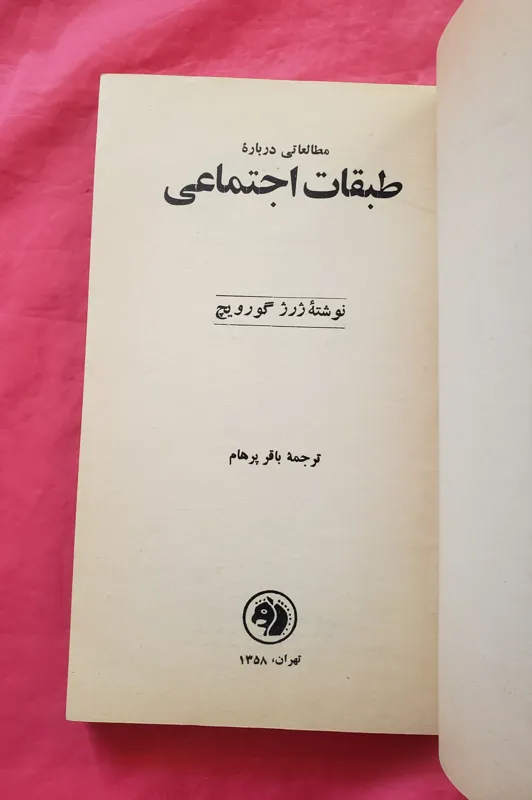 مطالعاتی دربارهٔ
طبقات اجتماعی
نوشتهٔ ژرژ گورویچ
ترجمهٔ باقر پرهام
تهران، ۱۳۵۸